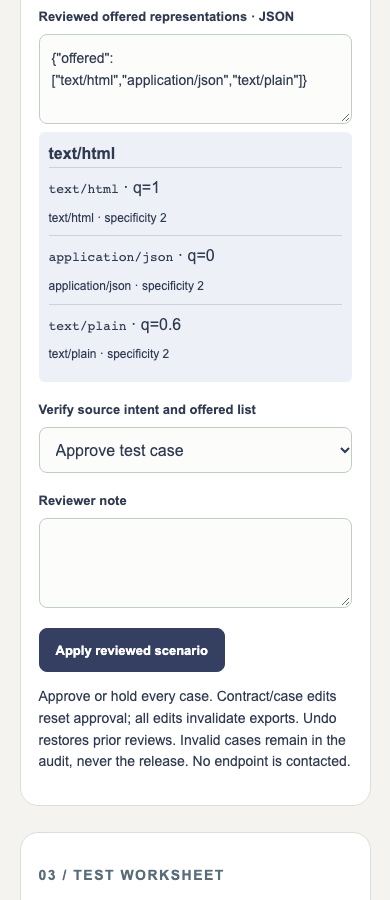 Reviewed offered representations · JSON
{"offered":
["text/html","application/json","text/plain"]}
text/html
text/html · q=1
text/html · specificity 2
application/json · q=0
application/json · specificity 2
text/plain · q=0.6
text/plain · specificity 2
Verify source intent and offered list
Approve test case
Reviewer note
Apply reviewed scenario
Approve or hold every case. Contract/case edits
reset approval; all edits invalidate exports. Undo
restores prior reviews. Invalid cases remain in the
audit, never the release. No endpoint is contacted.
03 / TEST WORKSHEET